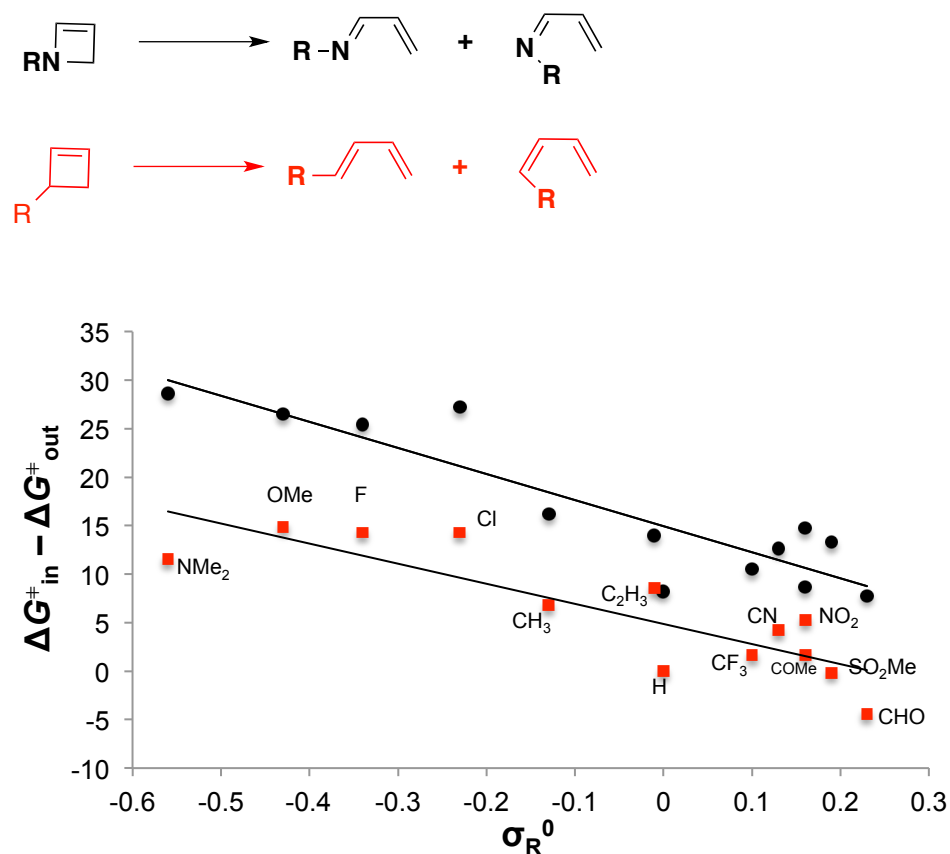 RN
R–N
+
N
R
R
R
+
R
ΔG‡in – ΔG‡out
35
30
25
20
15
10
5
0
-5
-10
OMe
F
Cl
NMe₂
CH₃
C₂H₃
H
CF₃
CN
COMe
NO₂
SO₂Me
CHO
-0.6
-0.5
-0.4
-0.3
-0.2
-0.1
0
0.1
0.2
0.3
σR⁰